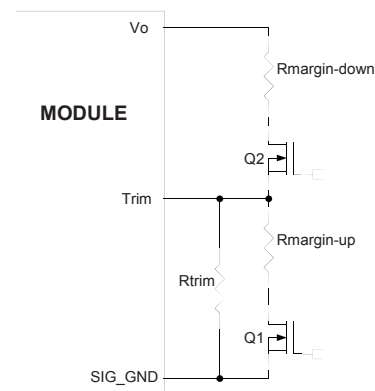 Vo
Rmargin-down
MODULE
Q2
Trim
Rmargin-up
Rtrim
Q1
SIG_GND